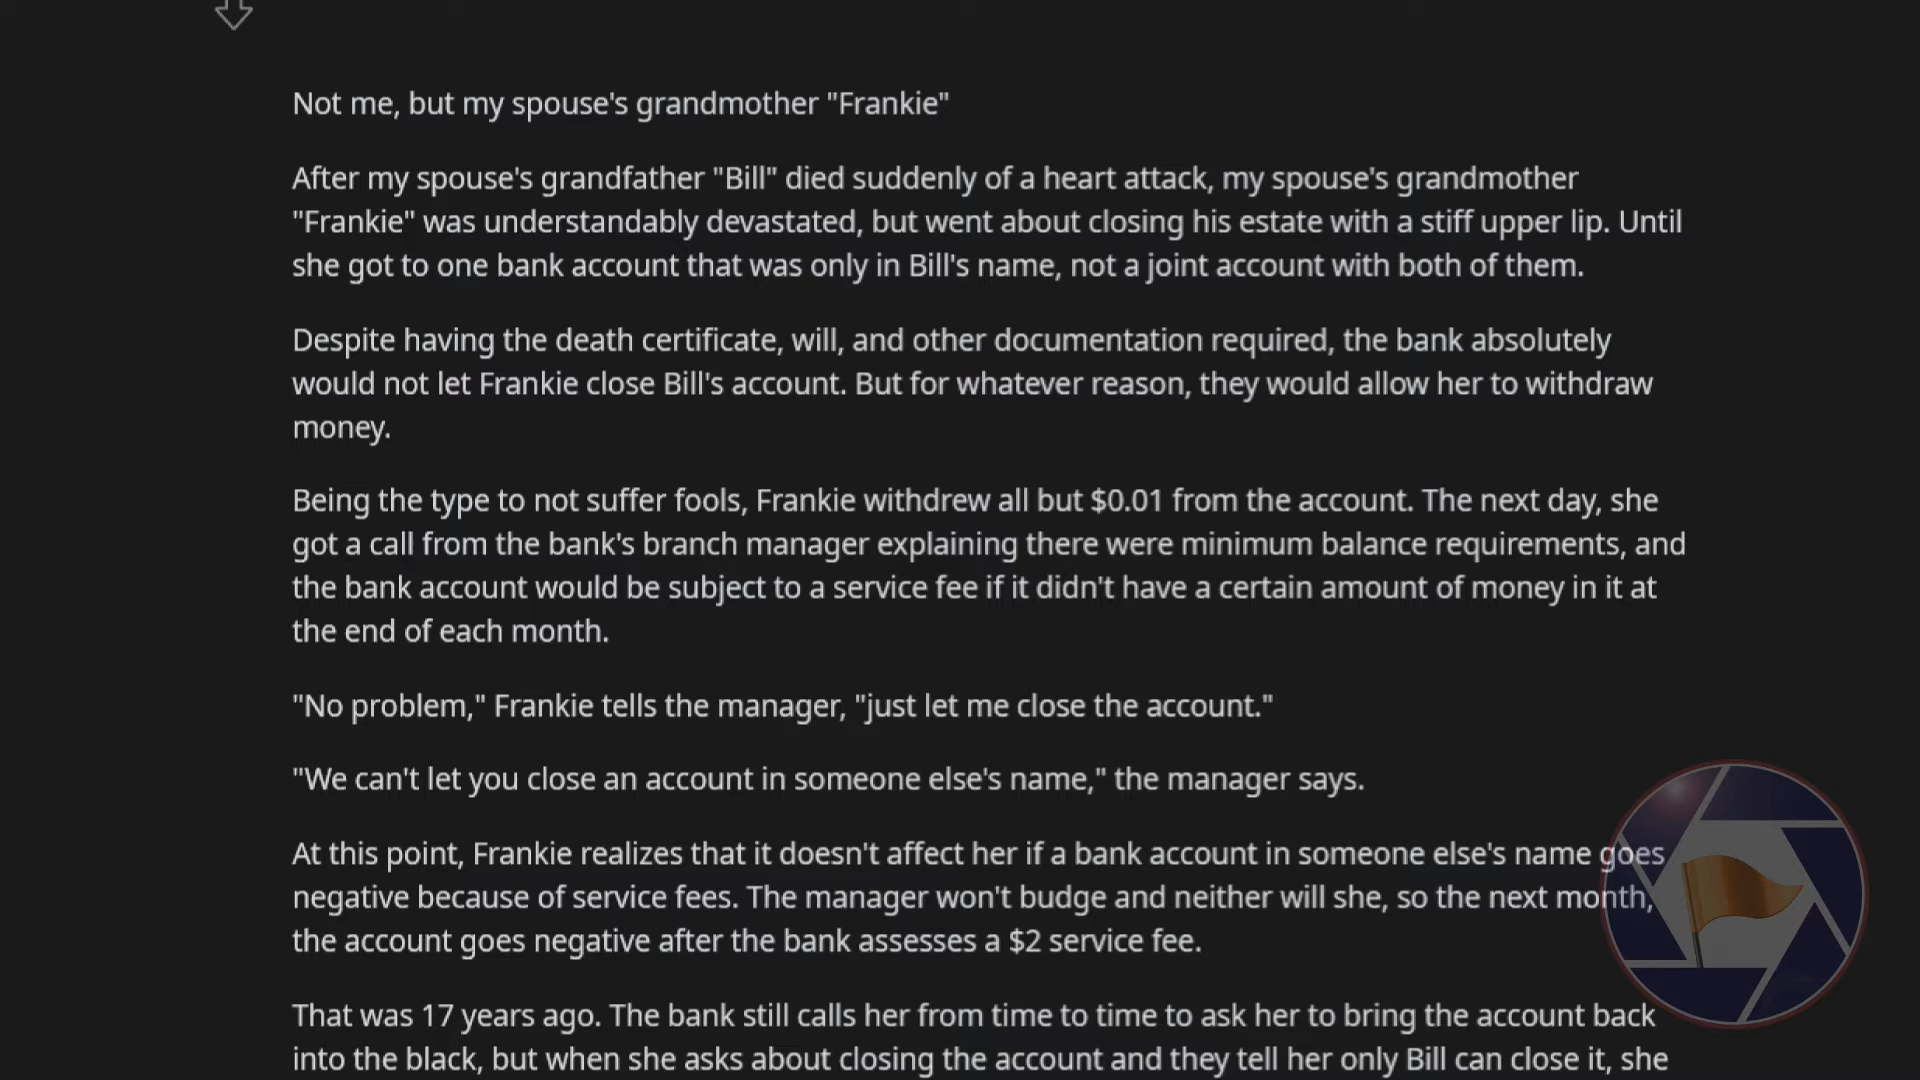 Not me, but my spouse's grandmother "Frankie"
After my spouse's grandfather "Bill" died suddenly of a heart attack, my spouse's grandmother
"Frankie" was understandably devastated, but went about closing his estate with a stiff upper lip. Until
she got to one bank account that was only in Bill's name, not a joint account with both of them.
Despite having the death certificate, will, and other documentation required, the bank absolutely
would not let Frankie close Bill's account. But for whatever reason, they would allow her to withdraw
money.
Being the type to not suffer fools, Frankie withdrew all but $0.01 from the account. The next day, she
got a call from the bank's branch manager explaining there were minimum balance requirements, and
the bank account would be subject to a service fee if it didn't have a certain amount of money in it at
the end of each month.
"No problem," Frankie tells the manager, "just let me close the account."
"We can't let you close an account in someone else's name," the manager says.
At this point, Frankie realizes that it doesn't affect her if a bank account in someone else's name goes
negative because of service fees. The manager won't budge and neither will she, so the next month,
the account goes negative after the bank assesses a $2 service fee.
That was 17 years ago. The bank still calls her from time to time to ask her to bring the account back
into the black, but when she asks about closing the account and they tell her only Bill can close it, she